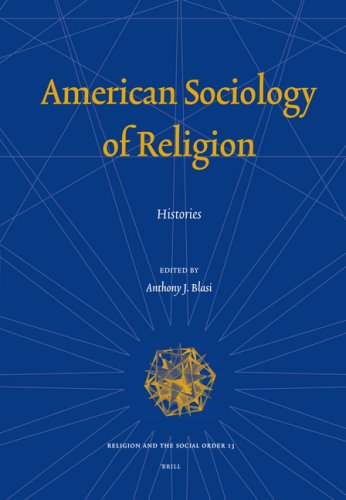 American Sociology
of Religion
Histories
EDITED BY
Anthony J. Blasi
RELIGION AND THE SOCIAL ORDER 13
BRILL